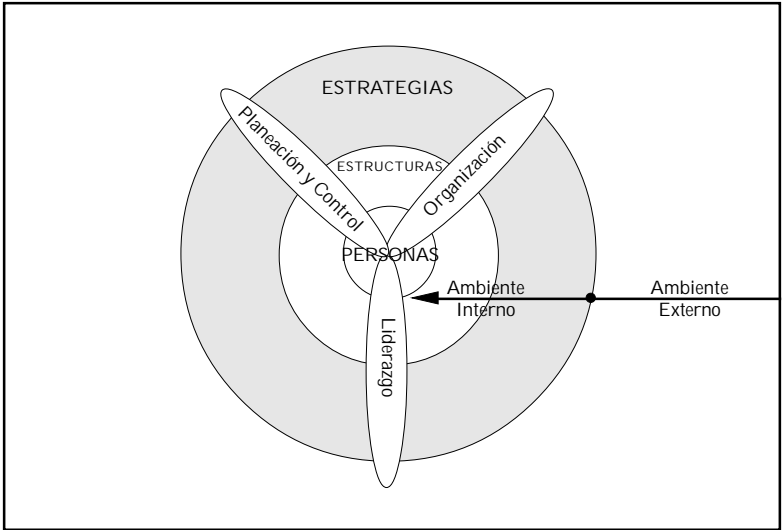 ESTRATEGIAS
Planeación y Control
Organización
ESTRUCTURAS
PERSONAS
Ambiente
Interno
Ambiente
Externo
Liderazgo